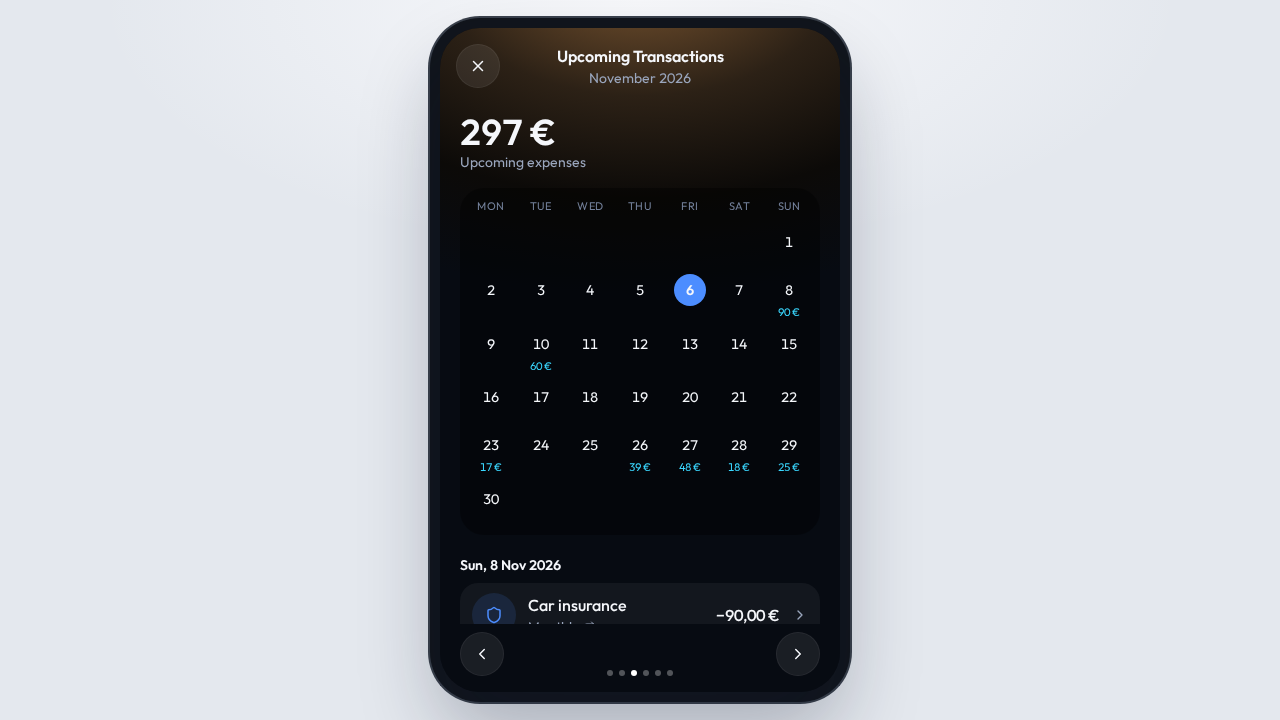 Upcoming Transactions
November 2026
297 €
Upcoming expenses
MON TUE WED THU FRI SAT SUN
1
2 3 4 5 6 7 8
90 €
9 10 11 12 13 14 15
60 €
16 17 18 19 20 21 22
23 24 25 26 27 28 29
17 € 39 € 48 € 18 € 25 €
30
Sun, 8 Nov 2026
Car insurance
−90,00 €